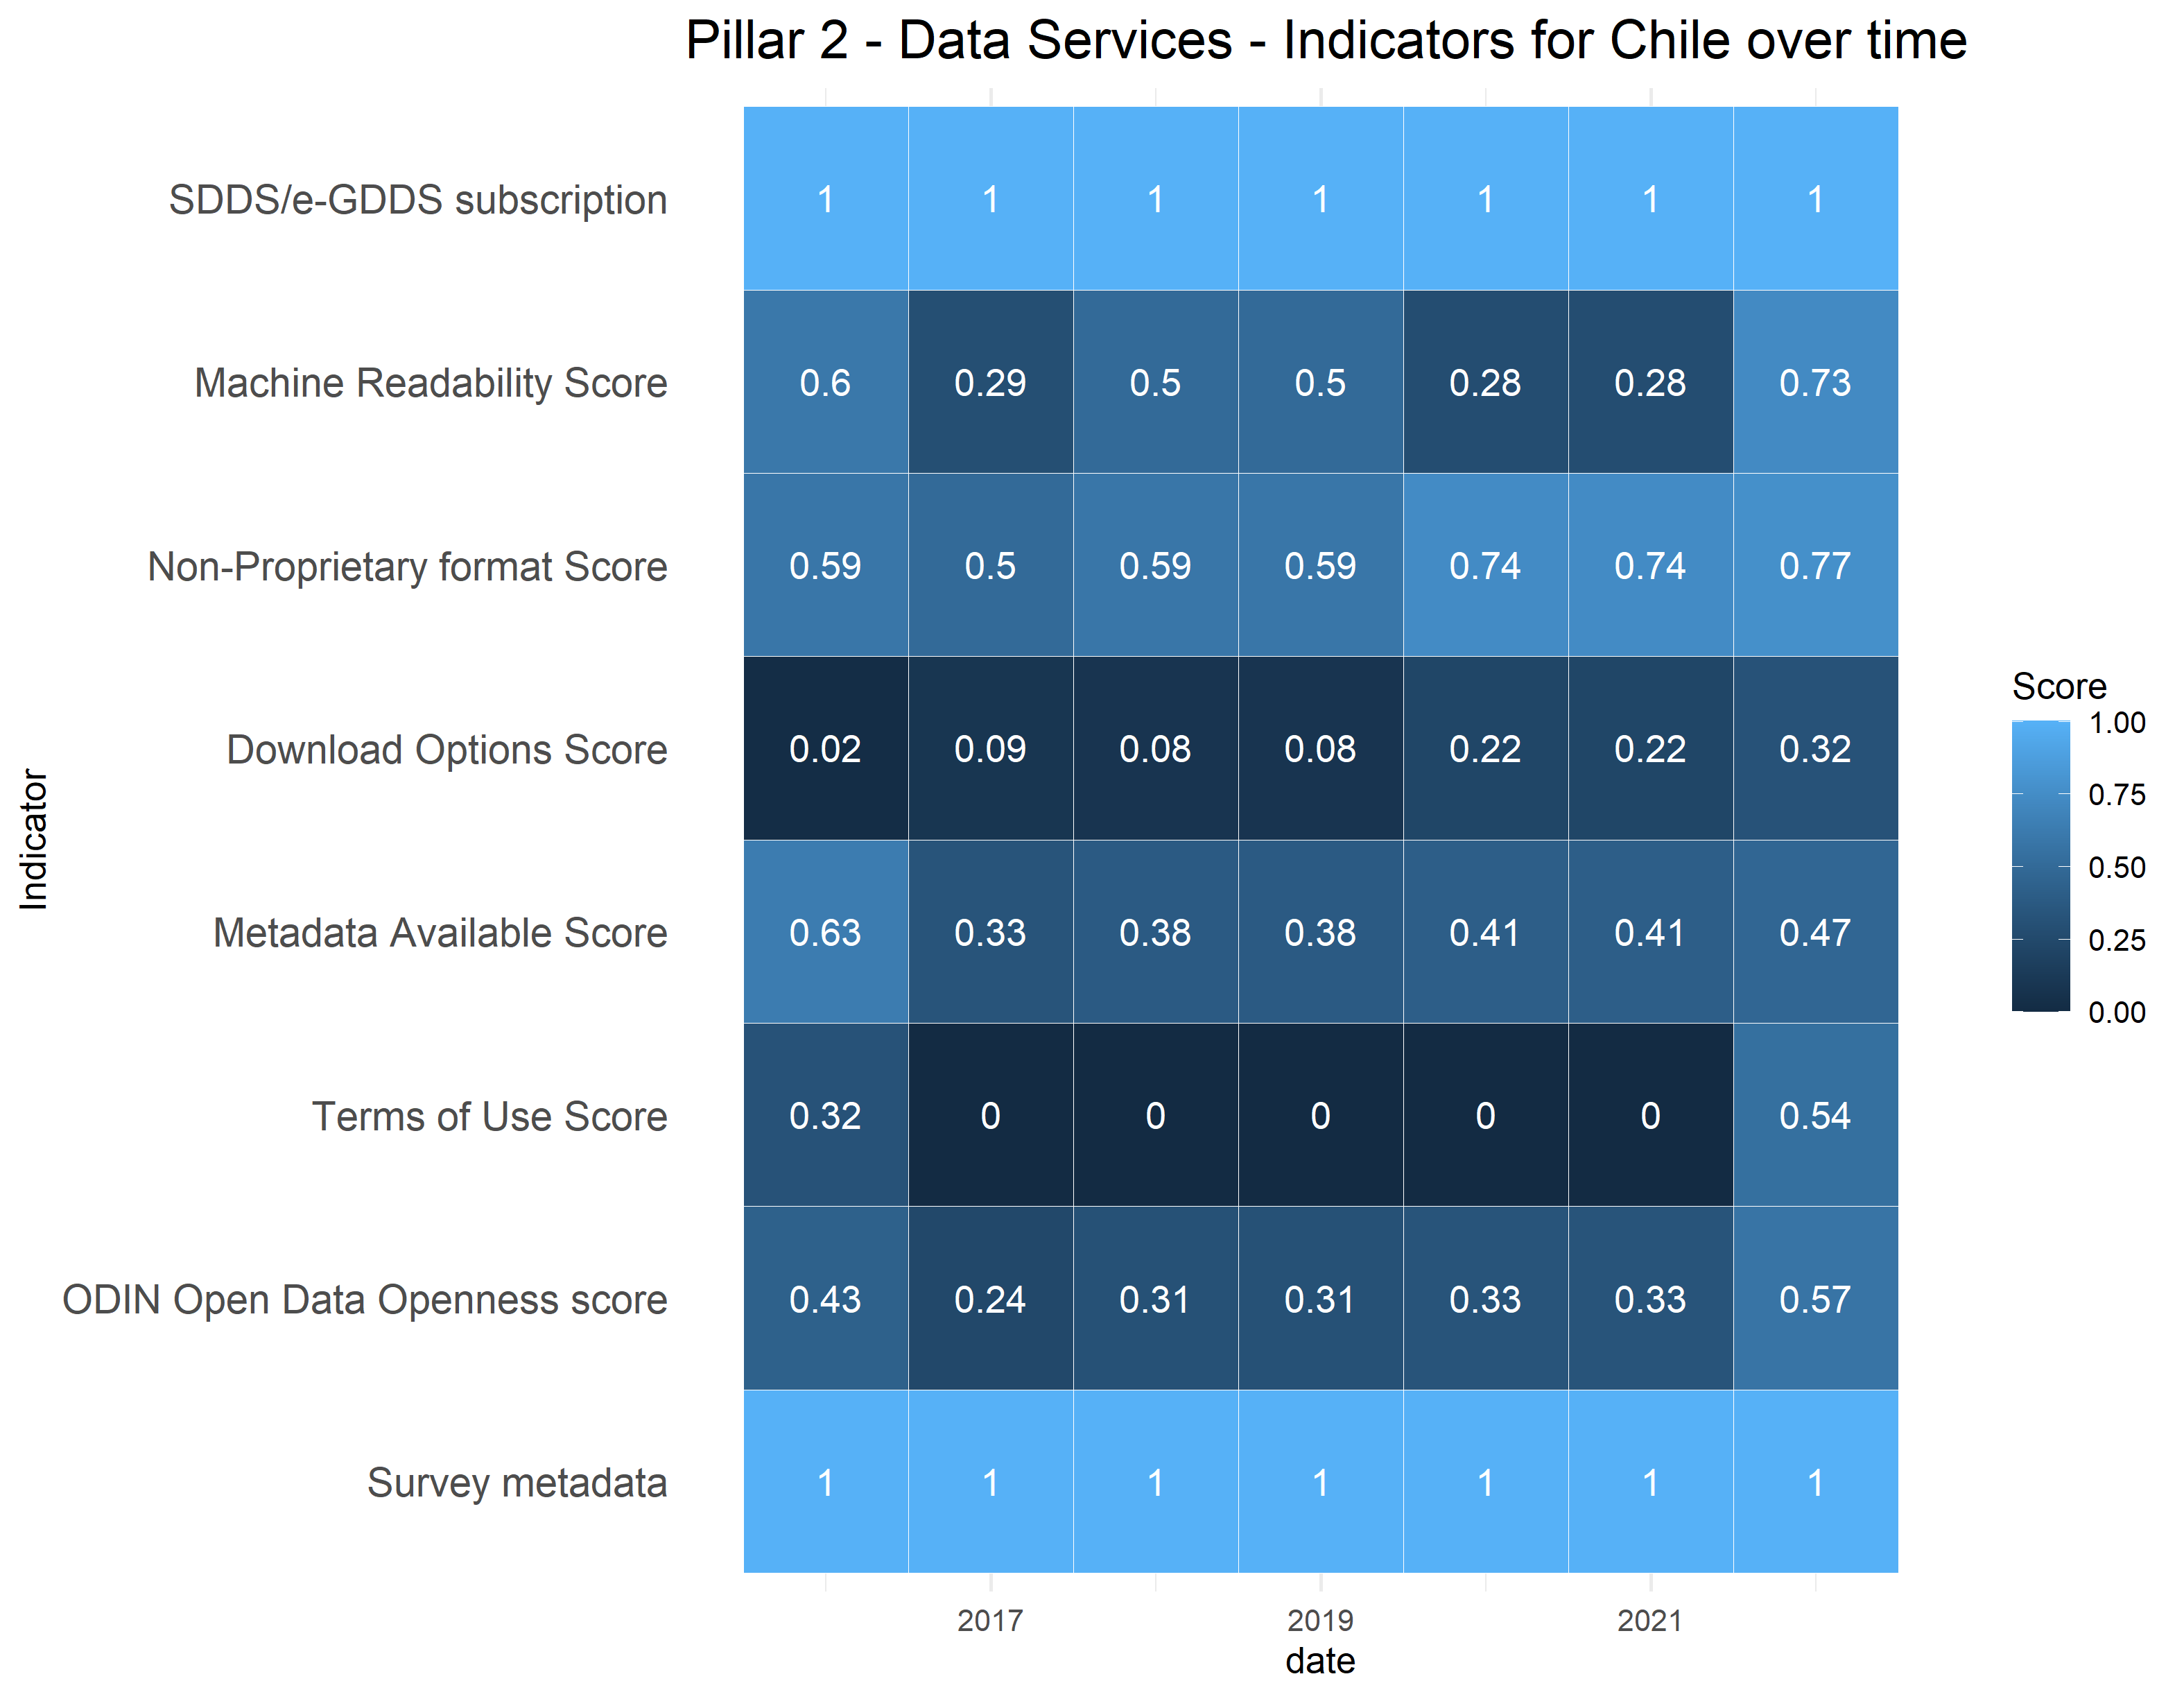 Pillar 2 - Data Services - Indicators for Chile over time
Indicator
SDDS/e-GDDS subscription 1 1 1 1 1 1 1
Machine Readability Score 0.6 0.29 0.5 0.5 0.28 0.28 0.73
Non-Proprietary format Score 0.59 0.5 0.59 0.59 0.74 0.74 0.77
Download Options Score 0.02 0.09 0.08 0.08 0.22 0.22 0.32
Metadata Available Score 0.63 0.33 0.38 0.38 0.41 0.41 0.47
Terms of Use Score 0.32 0 0 0 0 0 0.54
ODIN Open Data Openness score 0.43 0.24 0.31 0.31 0.33 0.33 0.57
Survey metadata 1 1 1 1 1 1 1
2017 2019 2021
date
Score
1.00
0.75
0.50
0.25
0.00